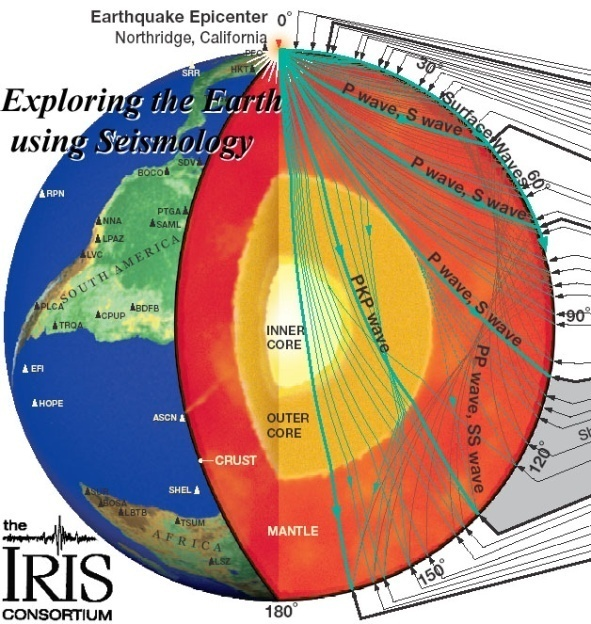 Earthquake Epicenter
Northridge, California
0°
30°
60°
90°
120°
150°
180°
Exploring the Earth
using Seismology
P wave, S wave
Surface Waves
P wave, S wave
P wave, S wave
PKP wave
PP wave, SS wave
INNER
CORE
OUTER
CORE
CRUST
MANTLE
SOUTH AMERICA
AFRICA
SRR
HKT
SDV
BOCO
RPN
PTGA
NNA
SAML
LPAZ
LVC
PLCA
BDFB
CPUP
TRQA
EFI
HOPE
ASCN
SHEL
LBTB
TSUM
LSZ
Sh
the
IRIS
CONSORTIUM